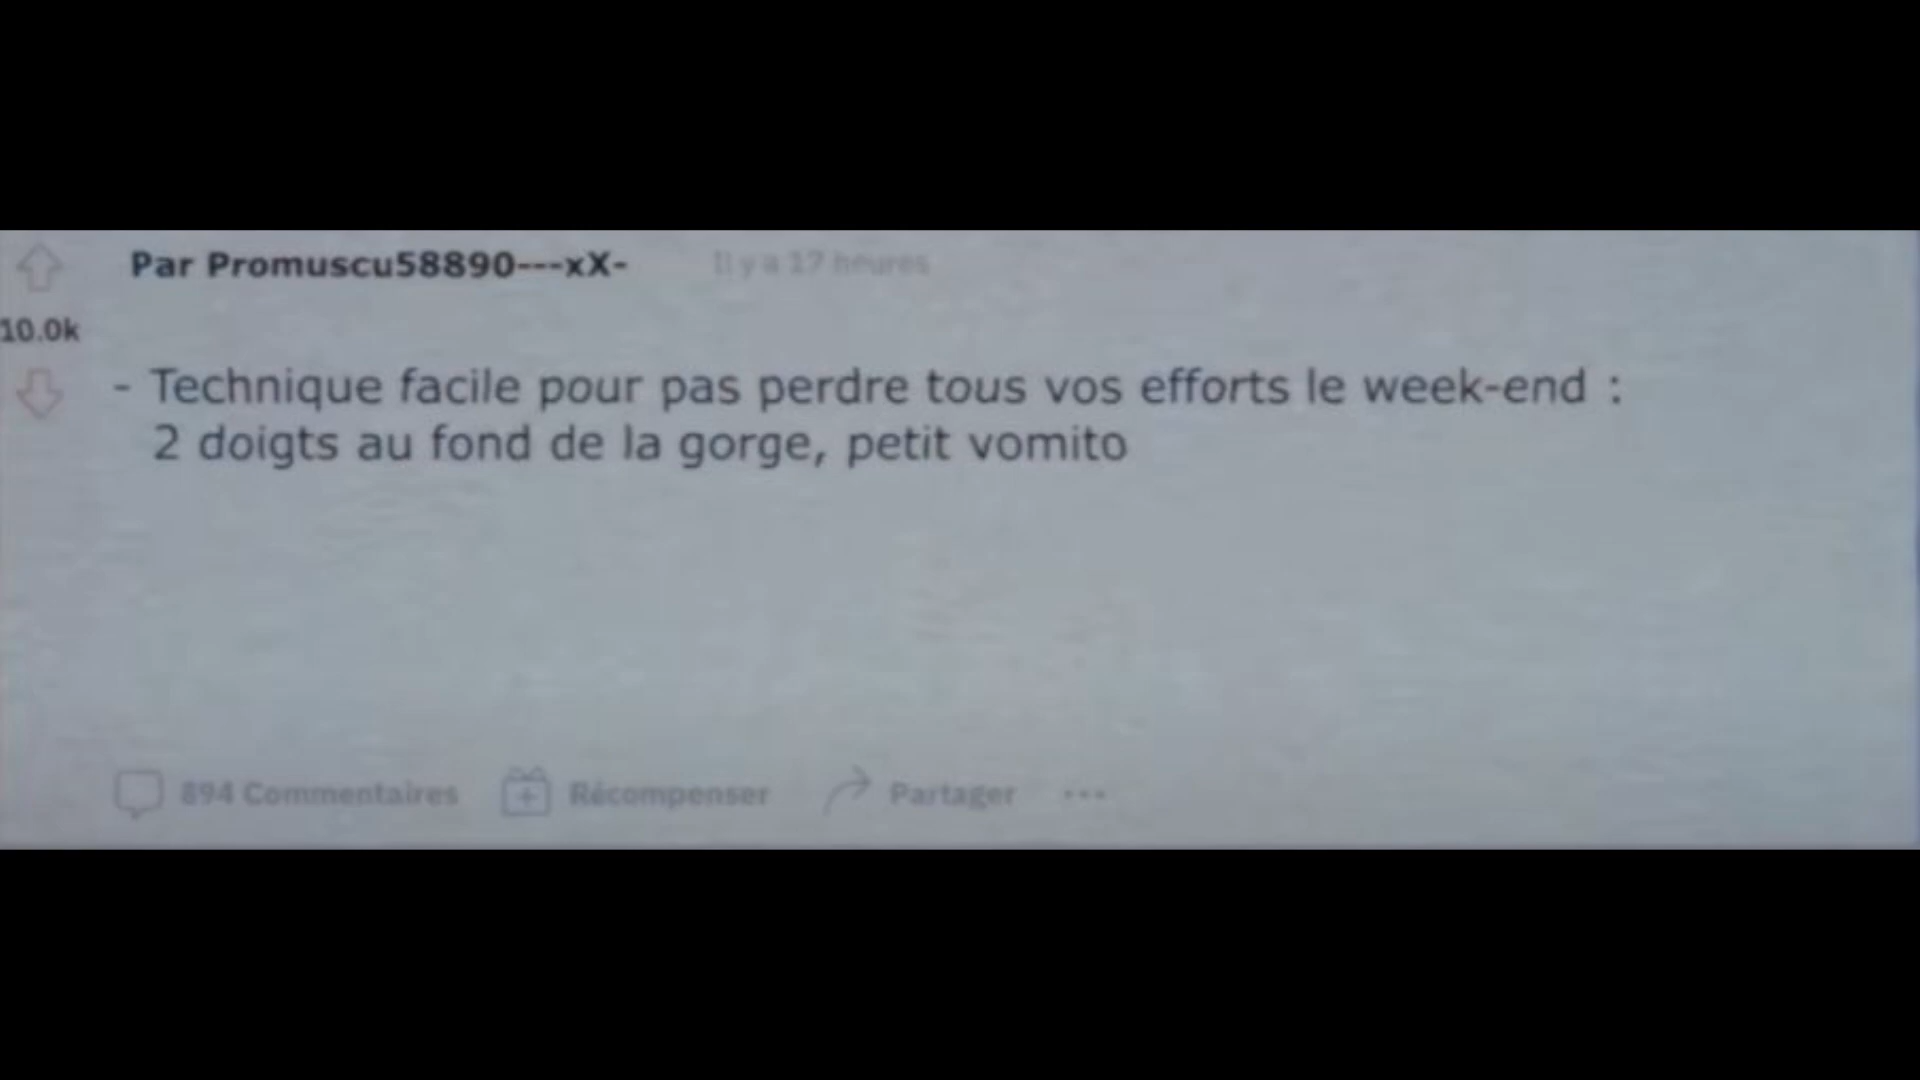 Par Promuscu58890---xX- Il y a 17 heures
10.0k
- Technique facile pour pas perdre tous vos efforts le week-end :
2 doigts au fond de la gorge, petit vomito
894 Commentaires Récompenser Partager ...